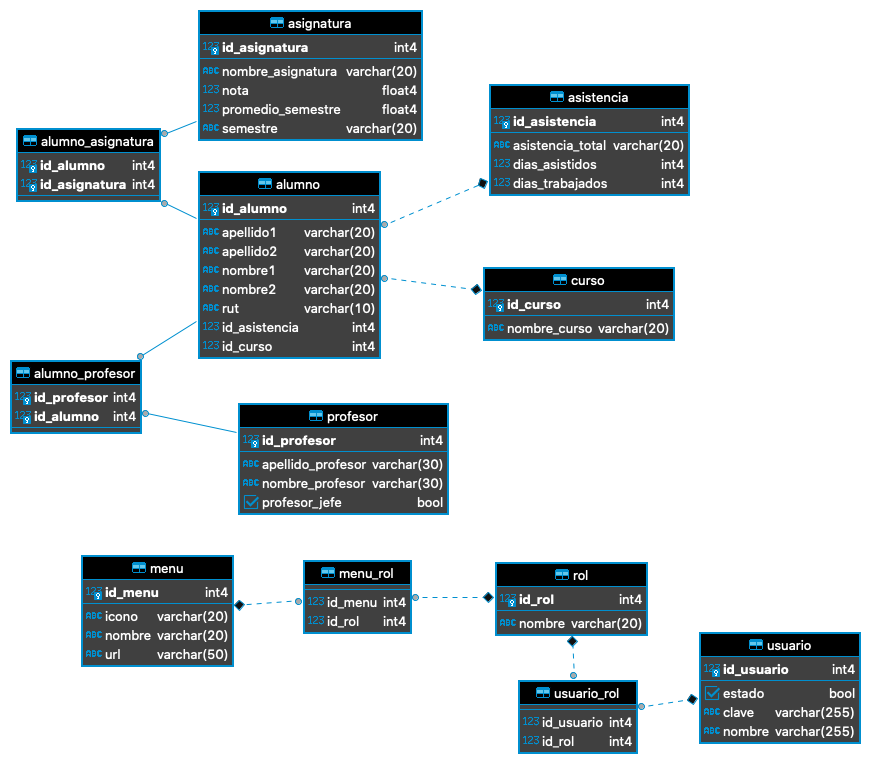 asignatura
123 id_asignatura int4
ABC nombre_asignatura varchar(20)
123 nota float4
123 promedio_semestre float4
ABC semestre varchar(20)
asistencia
123 id_asistencia int4
ABC asistencia_total varchar(20)
123 dias_asistidos int4
123 dias_trabajados int4
alumno_asignatura
123 id_alumno int4
123 id_asignatura int4
alumno
123 id_alumno int4
ABC apellido1 varchar(20)
ABC apellido2 varchar(20)
ABC nombre1 varchar(20)
ABC nombre2 varchar(20)
ABC rut varchar(10)
123 id_asistencia int4
123 id_curso int4
curso
123 id_curso int4
ABC nombre_curso varchar(20)
alumno_profesor
123 id_profesor int4
123 id_alumno int4
profesor
123 id_profesor int4
ABC apellido_profesor varchar(30)
ABC nombre_profesor varchar(30)
profesor_jefe bool
menu
123 id_menu int4
ABC icono varchar(20)
ABC nombre varchar(20)
ABC url varchar(50)
menu_rol
123 id_menu int4
123 id_rol int4
rol
123 id_rol int4
ABC nombre varchar(20)
usuario_rol
123 id_usuario int4
123 id_rol int4
usuario
123 id_usuario int4
estado bool
ABC clave varchar(255)
ABC nombre varchar(255)